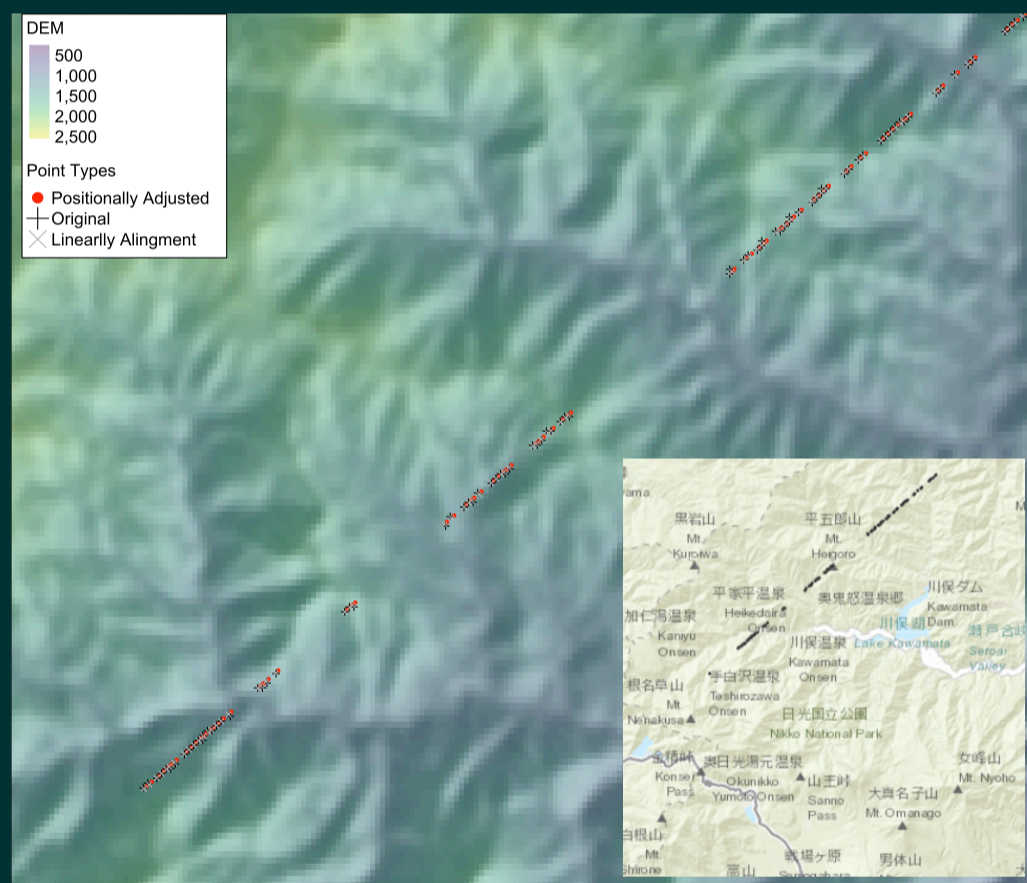 DEM
500
1,000
1,500
2,000
2,500
Point Types
Positionally Adjusted
Original
Linearlly Alingment
黒岩山
Mt.
Kuroiwa
平五郎山
Mt.
Heigoro
平家平温泉
Heikedaira
Onsen
奥鬼怒温泉郷
川俣ダム
Kawamata
Dam
加仁湯温泉
Kaniyu
Onsen
川俣湖
Lake Kawamata
川俣温泉
Kawamata
Onsen
Valley
手白沢温泉
Teshirozawa
Onsen
根名草山
Mt.
Nenakusa
日光国立公園
Nikko National Park
金精峠
Konsei
Pass
奥日光湯元温泉
Okunikko
Yumoto Onsen
山王峠
Sanno
Pass
女峰山
Mt. Nyoho
大真名子山
Mt. Omanago
白根山
Mt.
Shirone
戦場ヶ原
高山
男体山
Mt.